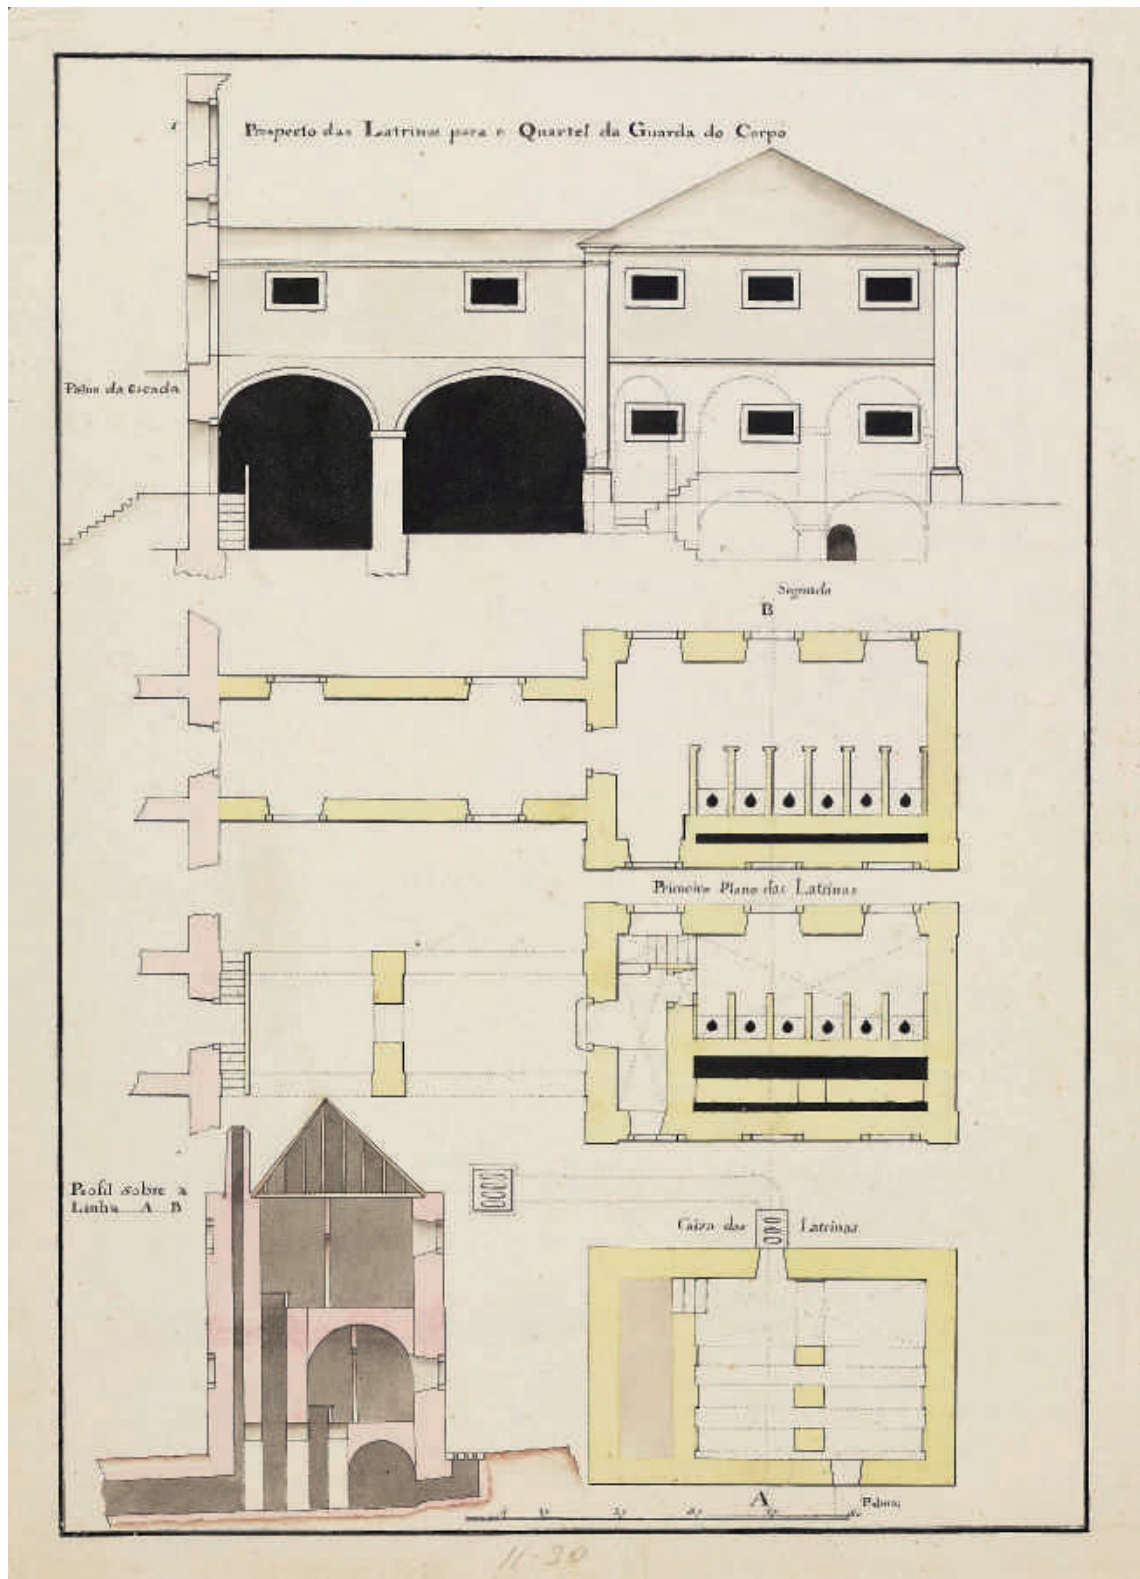 Prospecto das Latrinas para o Quartel da Guarda do Corpo
Patim da Escada
Segundo
B
Primeiro Plano das Latrinas
Profil sobre a
Linha A B
Caixa das Latrinas
A
Palmos
11-30